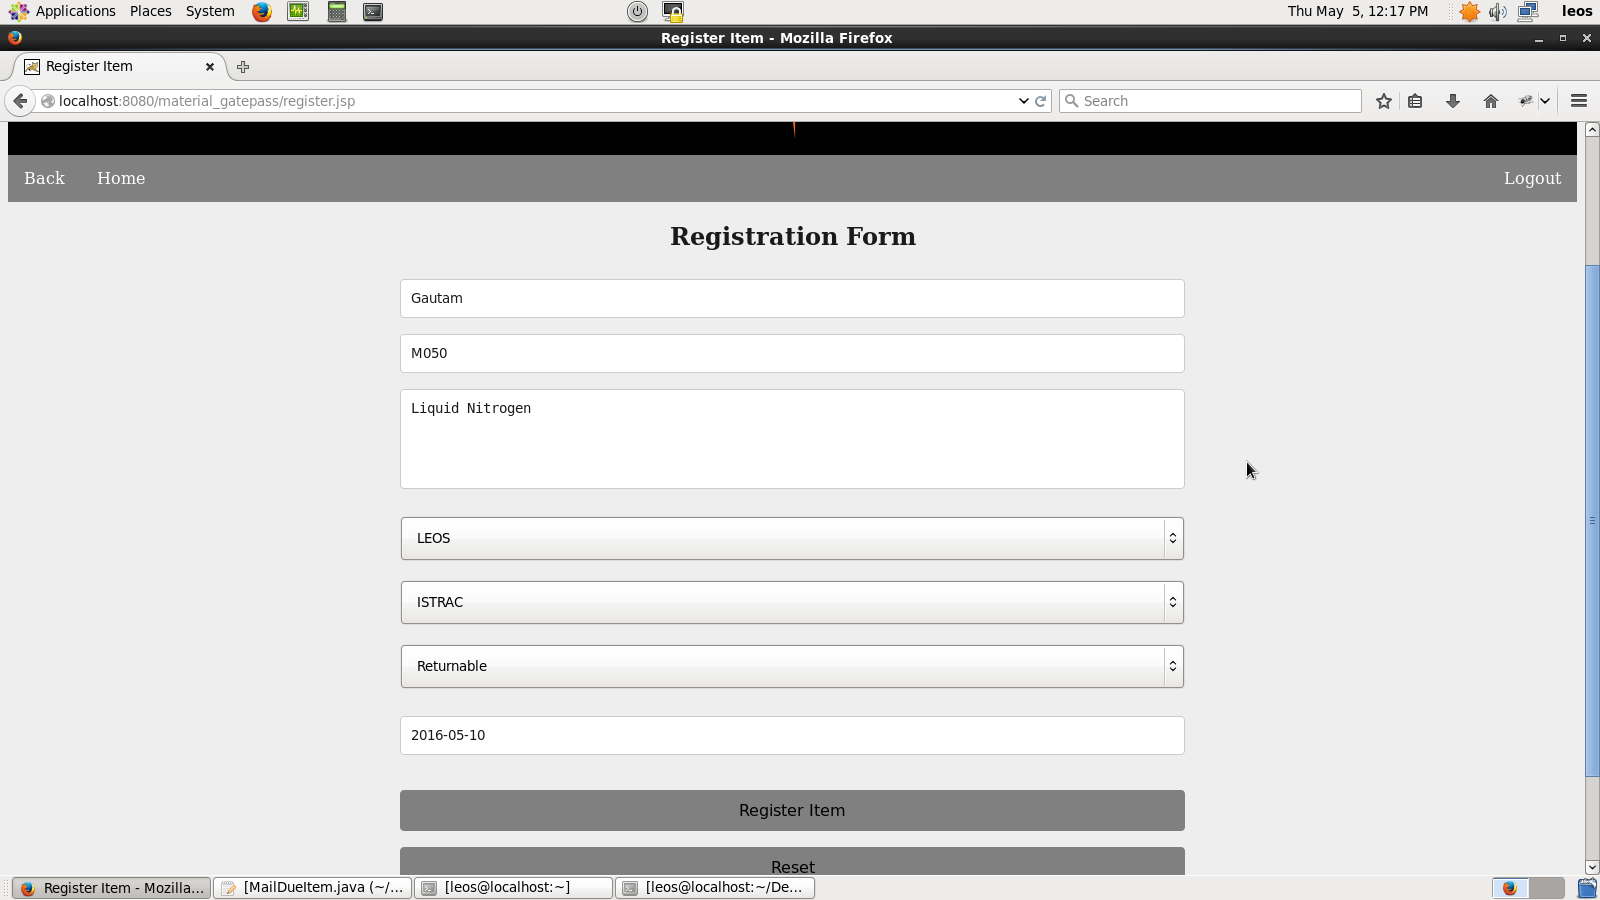 Applications Places System Thu May 5, 12:17 PM leos
Register Item - Mozilla Firefox
Register Item
localhost:8080/material_gatepass/register.jsp Search
Back Home Logout
Registration Form
Gautam
M050
Liquid Nitrogen
LEOS
ISTRAC
Returnable
2016-05-10
Register Item
Reset
Register Item - Mozilla... [MailDueItem.java (~/... [leos@localhost:~] [leos@localhost:~/De...